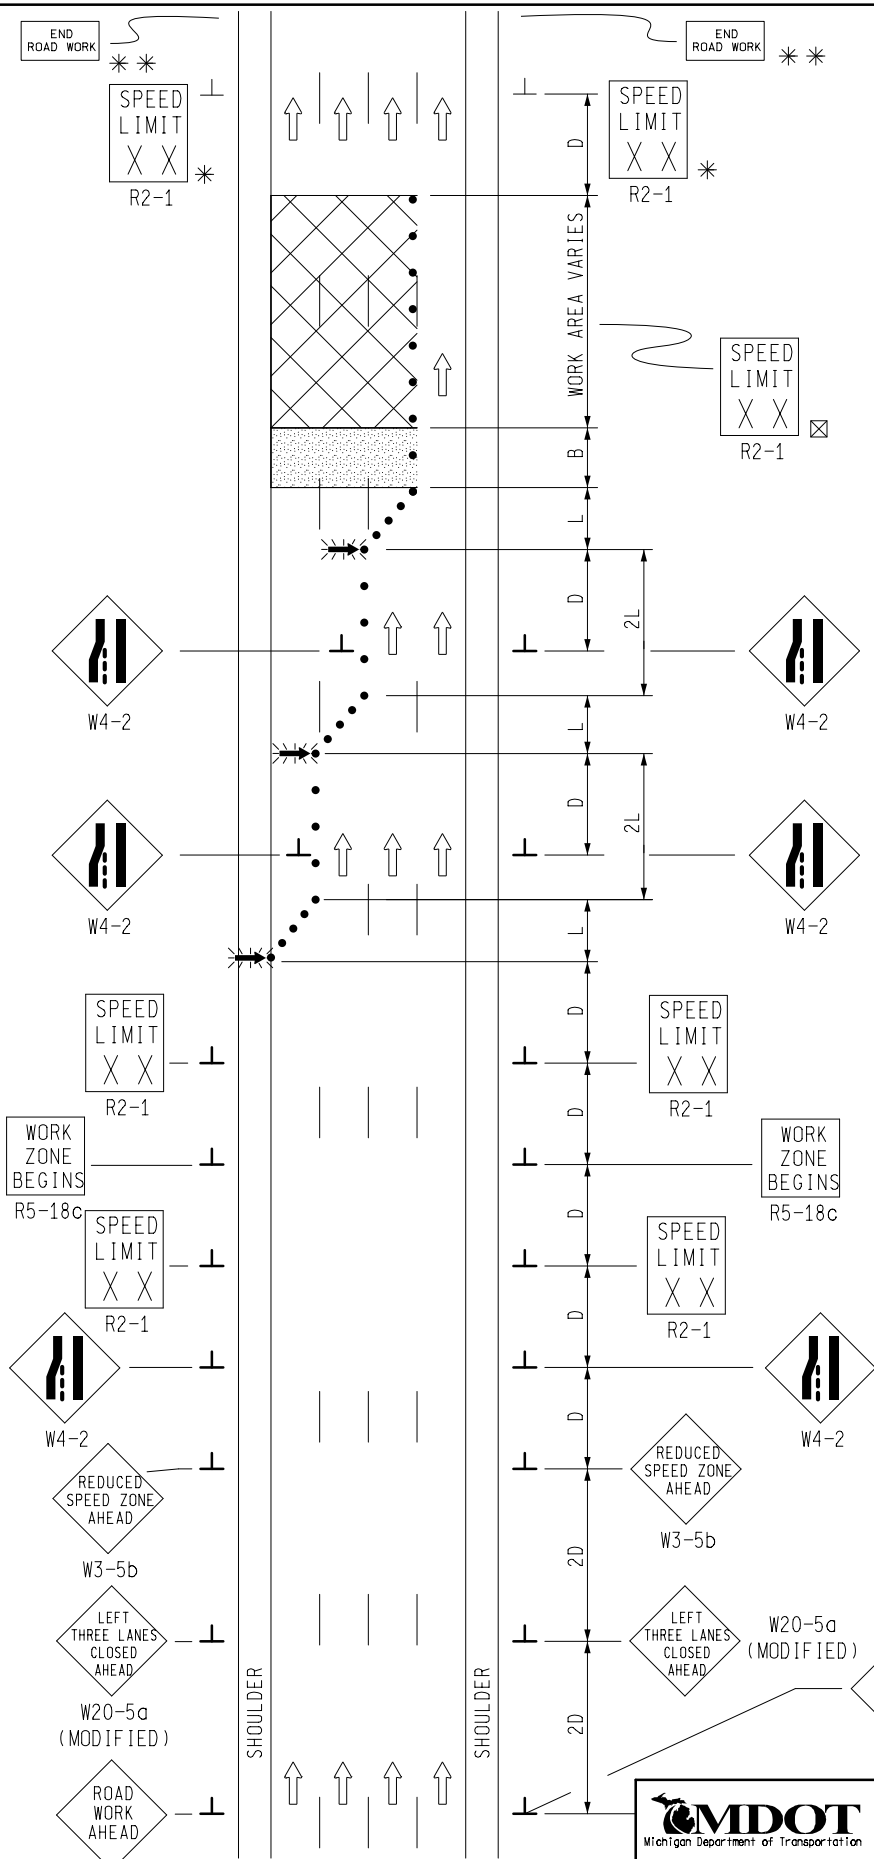 END
ROAD WORK
* *
END
ROAD WORK
* *
SPEED
LIMIT
X X
*
R2-1
SPEED
LIMIT
X X
*
R2-1
D
WORK AREA VARIES
SPEED
LIMIT
X X
R2-1
B
L
D
2L
W4-2
W4-2
L
D
2L
W4-2
W4-2
L
D
SPEED
LIMIT
X X
R2-1
SPEED
LIMIT
X X
R2-1
D
WORK
ZONE
BEGINS
R5-18c
WORK
ZONE
BEGINS
R5-18c
D
SPEED
LIMIT
X X
R2-1
SPEED
LIMIT
X X
R2-1
D
W4-2
W4-2
D
REDUCED
SPEED ZONE
AHEAD
W3-5b
REDUCED
SPEED ZONE
AHEAD
W3-5b
2D
LEFT
THREE LANES
CLOSED
AHEAD
W20-5a
(MODIFIED)
LEFT
THREE LANES
CLOSED
AHEAD
W20-5a
(MODIFIED)
SHOULDER
SHOULDER
2D
ROAD
WORK
AHEAD
MDOT
Michigan Department of Transportation